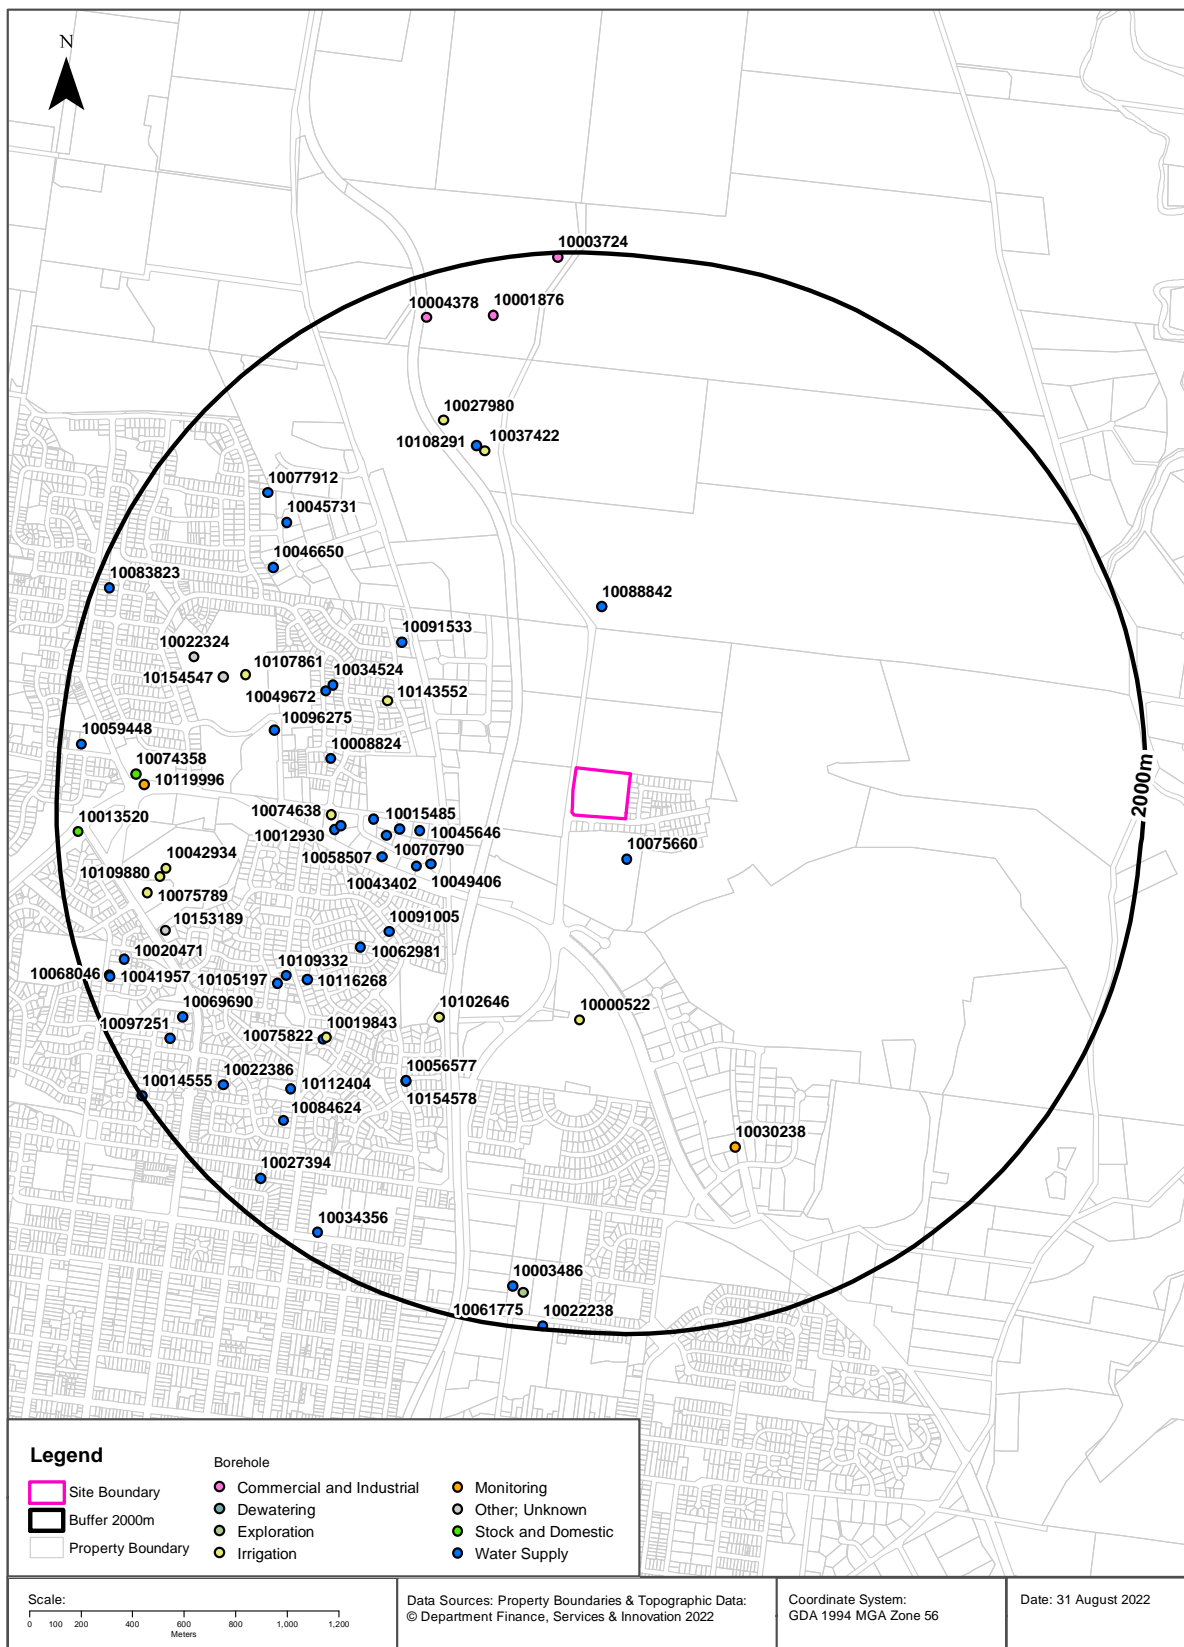 N
10003724
10004378
10001876
10027980
10108291
10037422
10077912
10045731
10046650
10083823
10088842
10091533
10022324
10107861
10034524
10154547
10049672
10143552
10096275
10059448
10008824
10074358
10119996
2000m
10074638
10015485
10013520
10012930
10045646
10058507
10070790
10042934
10075660
10109880
10043402
10049406
10075789
10153189
10091005
10020471
10062981
10109332
10068046
10041957
10105197
10116268
10069690
10102646
10000522
10097251
10075822
10019843
10056577
10014555
10022386
10112404
10154578
10084624
10030238
10027394
10034356
10003486
10061775
10022238
Legend
Site Boundary
Buffer 2000m
Property Boundary
Borehole
Commercial and Industrial
Dewatering
Exploration
Irrigation
Monitoring
Other; Unknown
Stock and Domestic
Water Supply
Scale:
0 100 200 400 600 800 1,000 1,200
Meters
Data Sources: Property Boundaries & Topographic Data:
© Department Finance, Services & Innovation 2022
Coordinate System:
GDA 1994 MGA Zone 56
Date: 31 August 2022